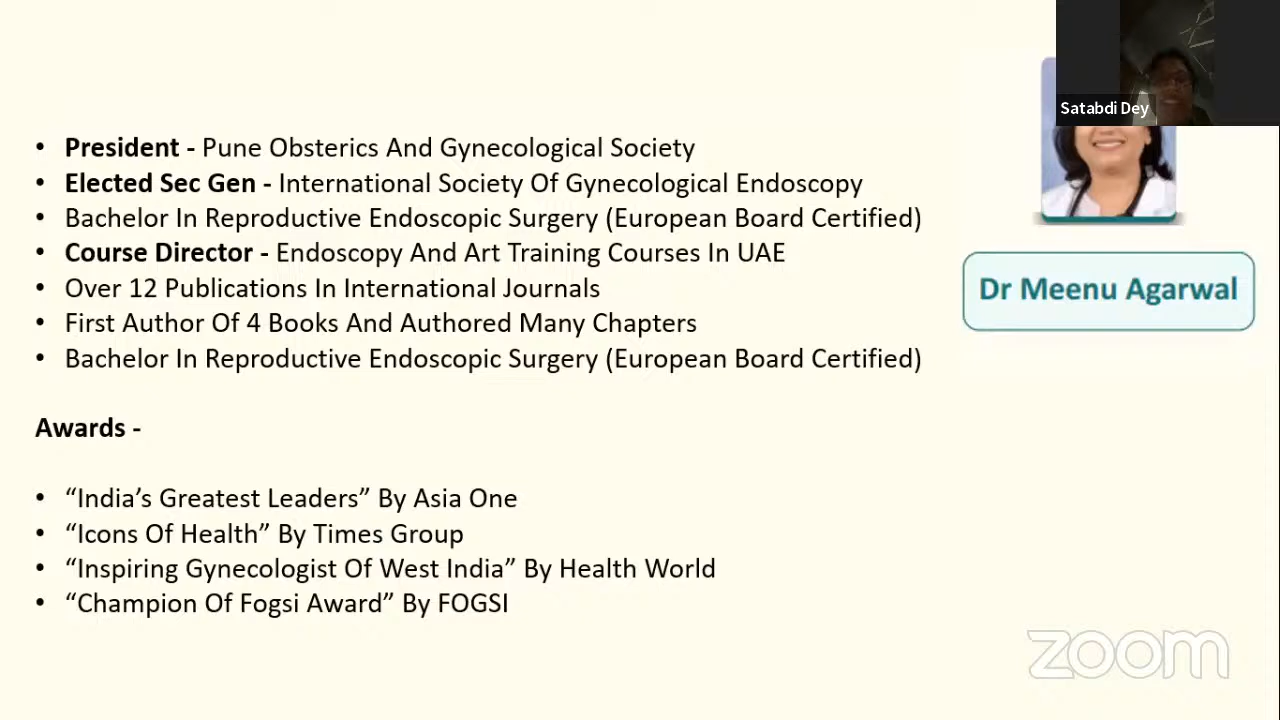 Satabdi Dey
• President - Pune Obsterics And Gynecological Society
• Elected Sec Gen - International Society Of Gynecological Endoscopy
• Bachelor In Reproductive Endoscopic Surgery (European Board Certified)
• Course Director - Endoscopy And Art Training Courses In UAE
• Over 12 Publications In International Journals
• First Author Of 4 Books And Authored Many Chapters
• Bachelor In Reproductive Endoscopic Surgery (European Board Certified)
Dr Meenu Agarwal
Awards -
• “India’s Greatest Leaders” By Asia One
• “Icons Of Health” By Times Group
• “Inspiring Gynecologist Of West India” By Health World
• “Champion Of Fogsi Award” By FOGSI
zoom